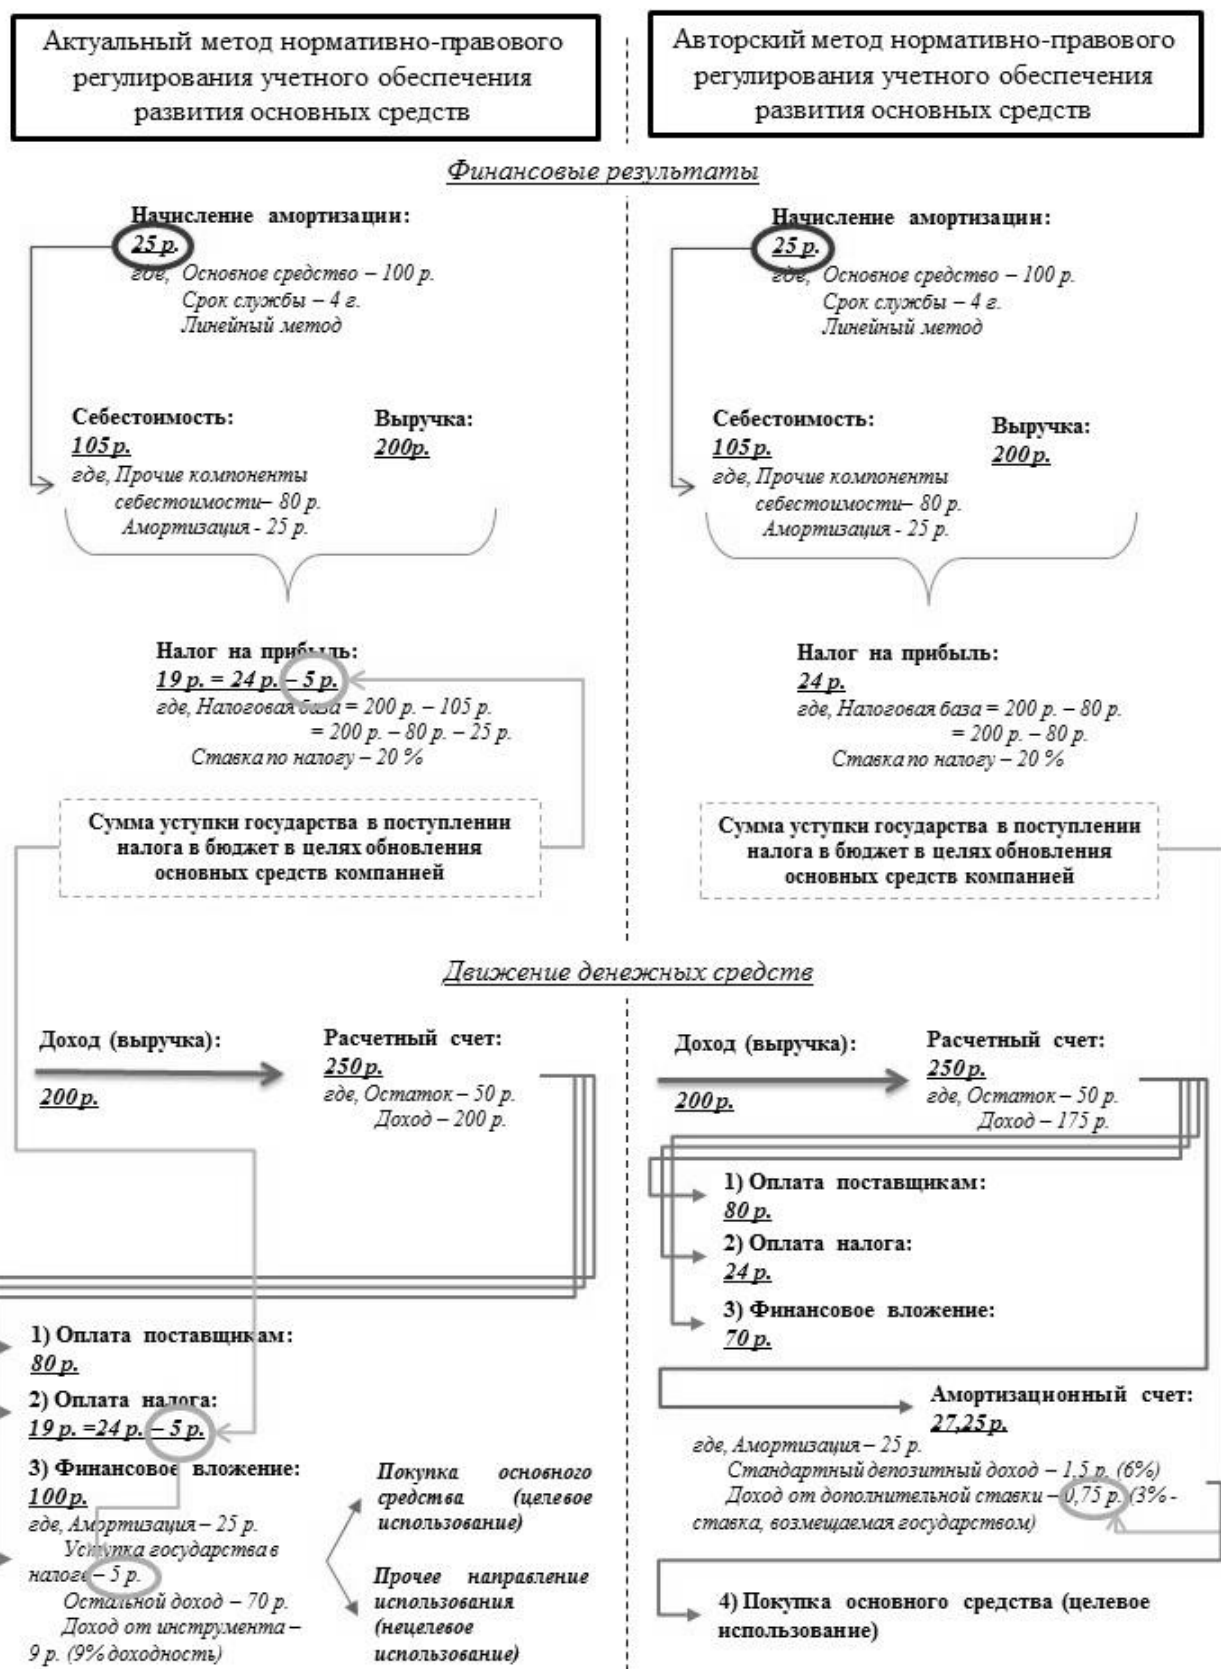 Актуальный метод нормативно-правового
регулирования учетного обеспечения
развития основных средств
Авторский метод нормативно-правового
регулирования учетного обеспечения
развития основных средств
Финансовые результаты
Начисление амортизации:
25 р.
где, Основное средство – 100 р.
Срок службы – 4 г.
Линейный метод
Себестоимость:
105 р.
где, Прочие компоненты
себестоимости– 80 р.
Амортизация - 25 р.
Выручка:
200р.
Налог на прибыль:
19 р. = 24 р. – 5 р.
где, Налоговая база = 200 р. – 105 р.
= 200 р. – 80 р. – 25 р.
Ставка по налогу – 20 %
Сумма уступки государства в поступлении
налога в бюджет в целях обновления
основных средств компанией
Начисление амортизации:
25 р.
где, Основное средство – 100 р.
Срок службы – 4 г.
Линейный метод
Себестоимость:
105 р.
где, Прочие компоненты
себестоимости– 80 р.
Амортизация - 25 р.
Выручка:
200 р.
Налог на прибыль:
24 р.
где, Налоговая база = 200 р. – 80 р.
= 200 р. – 80 р.
Ставка по налогу – 20 %
Сумма уступки государства в поступлении
налога в бюджет в целях обновления
основных средств компанией
Движение денежных средств
Доход (выручка):
200 р.
Расчетный счет:
250 р.
где, Остаток – 50 р.
Доход – 200 р.
1) Оплата поставщикам:
80 р.
2) Оплата налога:
19 р. =24 р. – 5 р.
3) Финансовое вложение:
100 р.
где, Амортизация – 25 р.
Уступка государства в
налоге – 5 р.
Остальной доход – 70 р.
Доход от инструмента –
9 р. (9% доходность)
Покупка основного
средства (целевое
использование)
Прочее направление
использования
(нецелевое
использование)
Доход (выручка):
200 р.
Расчетный счет:
250 р.
где, Остаток – 50 р.
Доход – 175 р.
1) Оплата поставщикам:
80 р.
2) Оплата налога:
24 р.
3) Финансовое вложение:
70 р.
Амортизационный счет:
27,25 р.
где, Амортизация – 25 р.
Стандартный депозитный доход – 1,5 р. (6%)
Доход от дополнительной ставки – 0,75 р. (3% -
ставка, возмещаемая государством)
4) Покупка основного средства (целевое
использование)